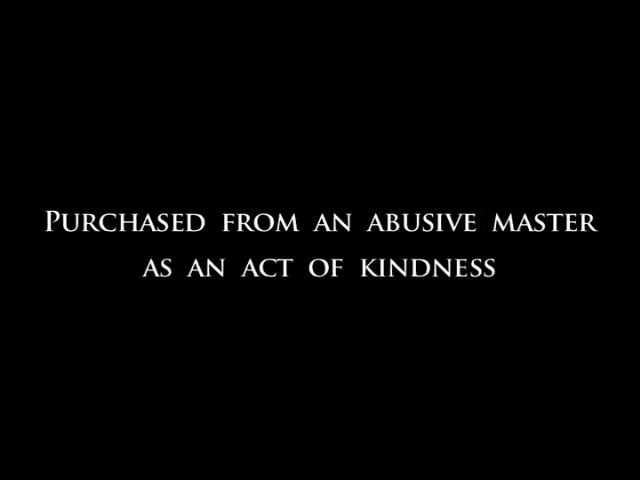 Purchased from an abusive master
as an act of kindness